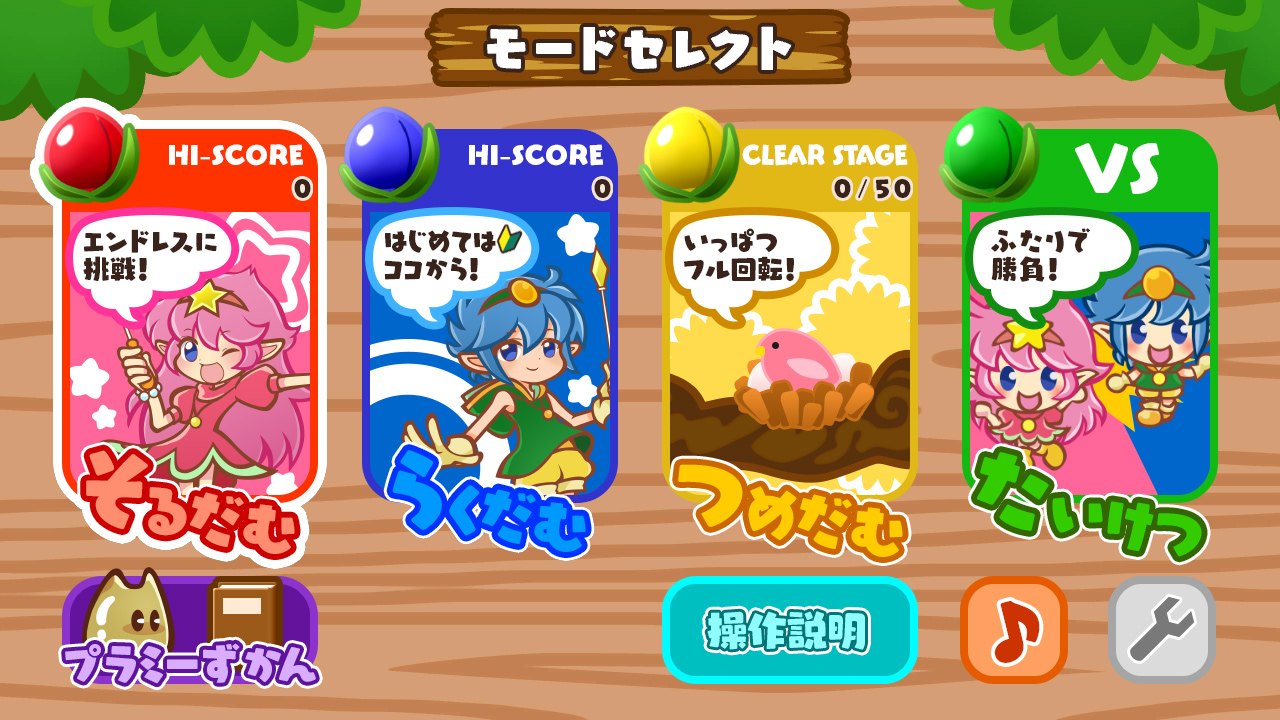 モードセレクト
HI-SCORE
0
エンドレスに
挑戦!
そるだむ
HI-SCORE
0
はじめては
ココから!
らくだむ
CLEAR STAGE
0/50
いっぱつ
フル回転!
つめだむ
VS
ふたりで
勝負!
たいけつ
プラミーずかん
操作説明